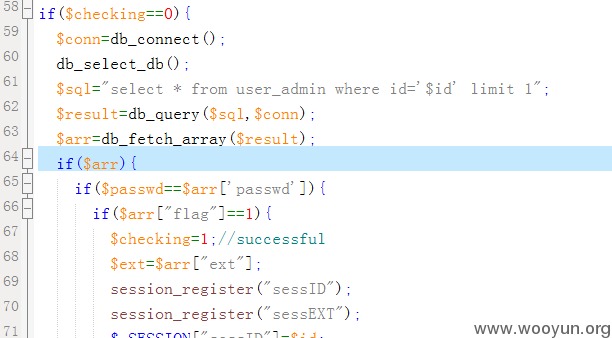 58 if($checking==0){
59 $conn=db_connect();
60 db_select_db();
61 $sql="select * from user_admin where id='$id' limit 1";
62 $result=db_query($sql,$conn);
63 $arr=db_fetch_array($result);
64 if($arr){
65 if($passwd==$arr['passwd']){
66 if($arr["flag"]==1){
67 $checking=1;//successful
68 $ext=$arr["ext"];
69 session_register("sessID");
70 session_register("sessEXT");
71 $_SESSION["sessID"]=$id;
www.wooyun.org